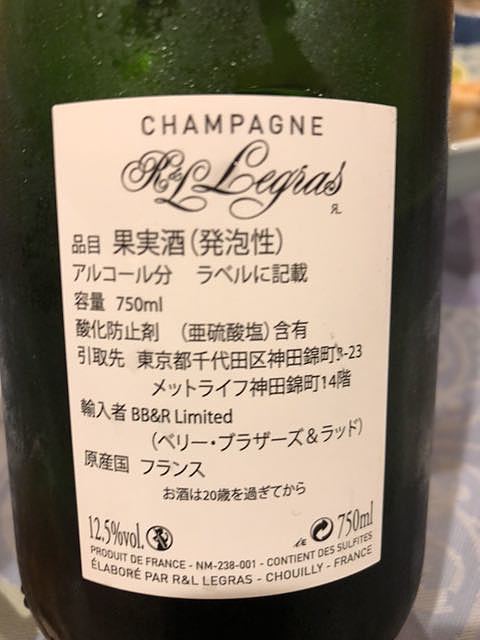 CHAMPAGNE
R&L Legras
RL
品目 果実酒(発泡性)
アルコール分 ラベルに記載
容量 750ml
酸化防止剤 (亜硫酸塩)含有
引取先 東京都千代田区神田錦町3-23
メットライフ神田錦町14階
輸入者 BB&R Limited
(ベリー・ブラザーズ&ラッド)
原産国 フランス
お酒は20歳を過ぎてから
12.5%vol. ℮ 750ml
PRODUIT DE FRANCE - NM-238-001 - CONTIENT DES SULFITES
ÉLABORÉ PAR R&L LEGRAS - CHOUILLY - FRANCE